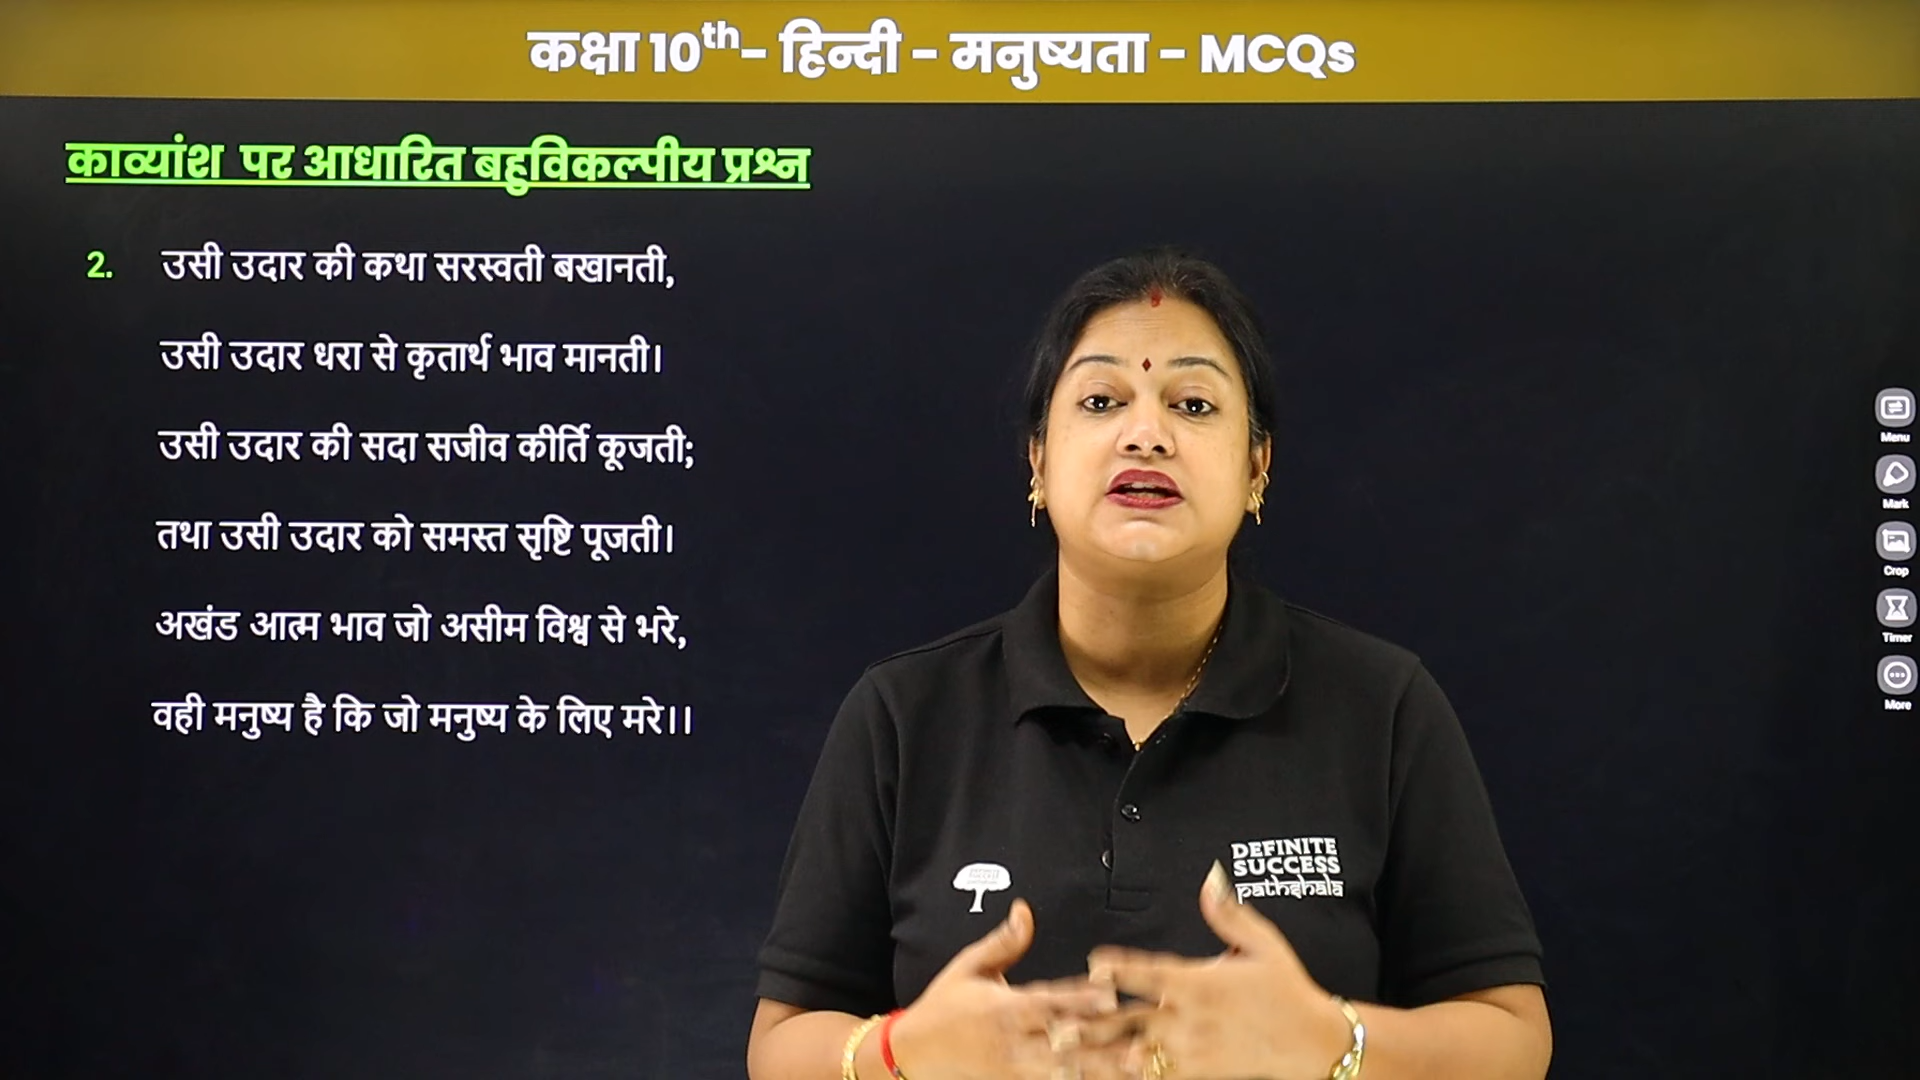 कक्षा 10th- हिन्दी - मनुष्यता - MCQs
काव्यांश पर आधारित बहुविकल्पीय प्रश्न
2. उसी उदार की कथा सरस्वती बखानती,
उसी उदार धरा से कृतार्थ भाव मानती।
उसी उदार की सदा सजीव कीर्ति कूजती;
तथा उसी उदार को समस्त सृष्टि पूजती।
अखंड आत्म भाव जो असीम विश्व से भरे,
वही मनुष्य है कि जो मनुष्य के लिए मरे।।
Menu
Mark
Crop
Timer
More
DEFINITE
SUCCESS
pathshala